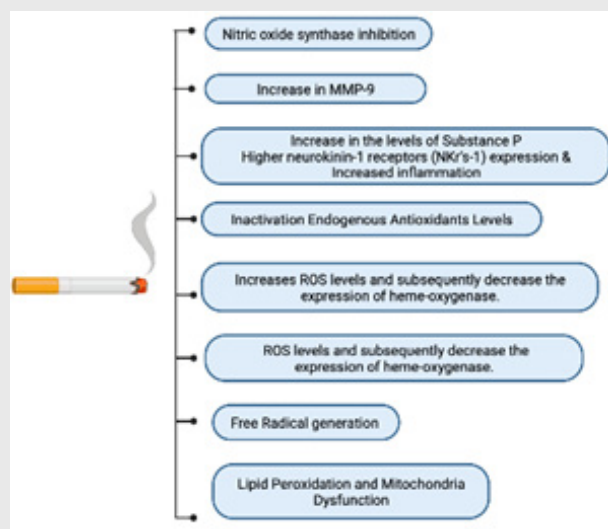 Nitric oxide synthase inhibition
Increase in MMP-9
Increase in the levels of Substance P
Higher neurokinin-1 receptors (NKr's-1) expression &
Increased inflammation
Inactivation Endogenous Antioxidants Levels
Increases ROS levels and subsequently decrease the
expression of heme-oxygenase.
ROS levels and subsequently decrease the
expression of heme-oxygenase.
Free Radical generation
Lipid Peroxidation and Mitochondria
Dysfunction